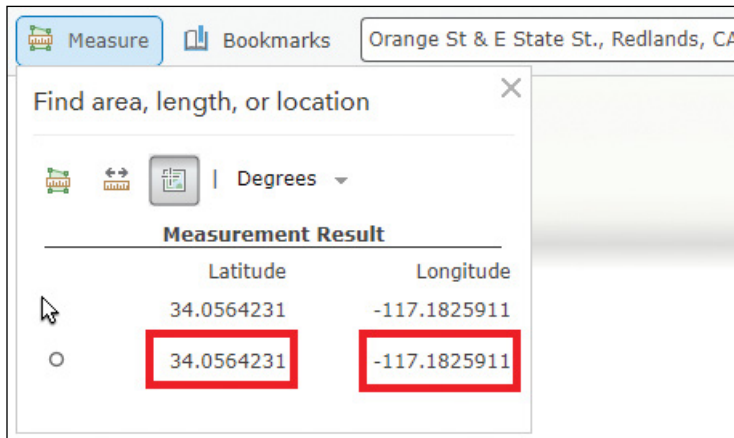 Measure Bookmarks Orange St & E State St., Redlands, CA
Find area, length, or location
| Degrees
Measurement Result
Latitude Longitude
34.0564231 -117.1825911
34.0564231 -117.1825911